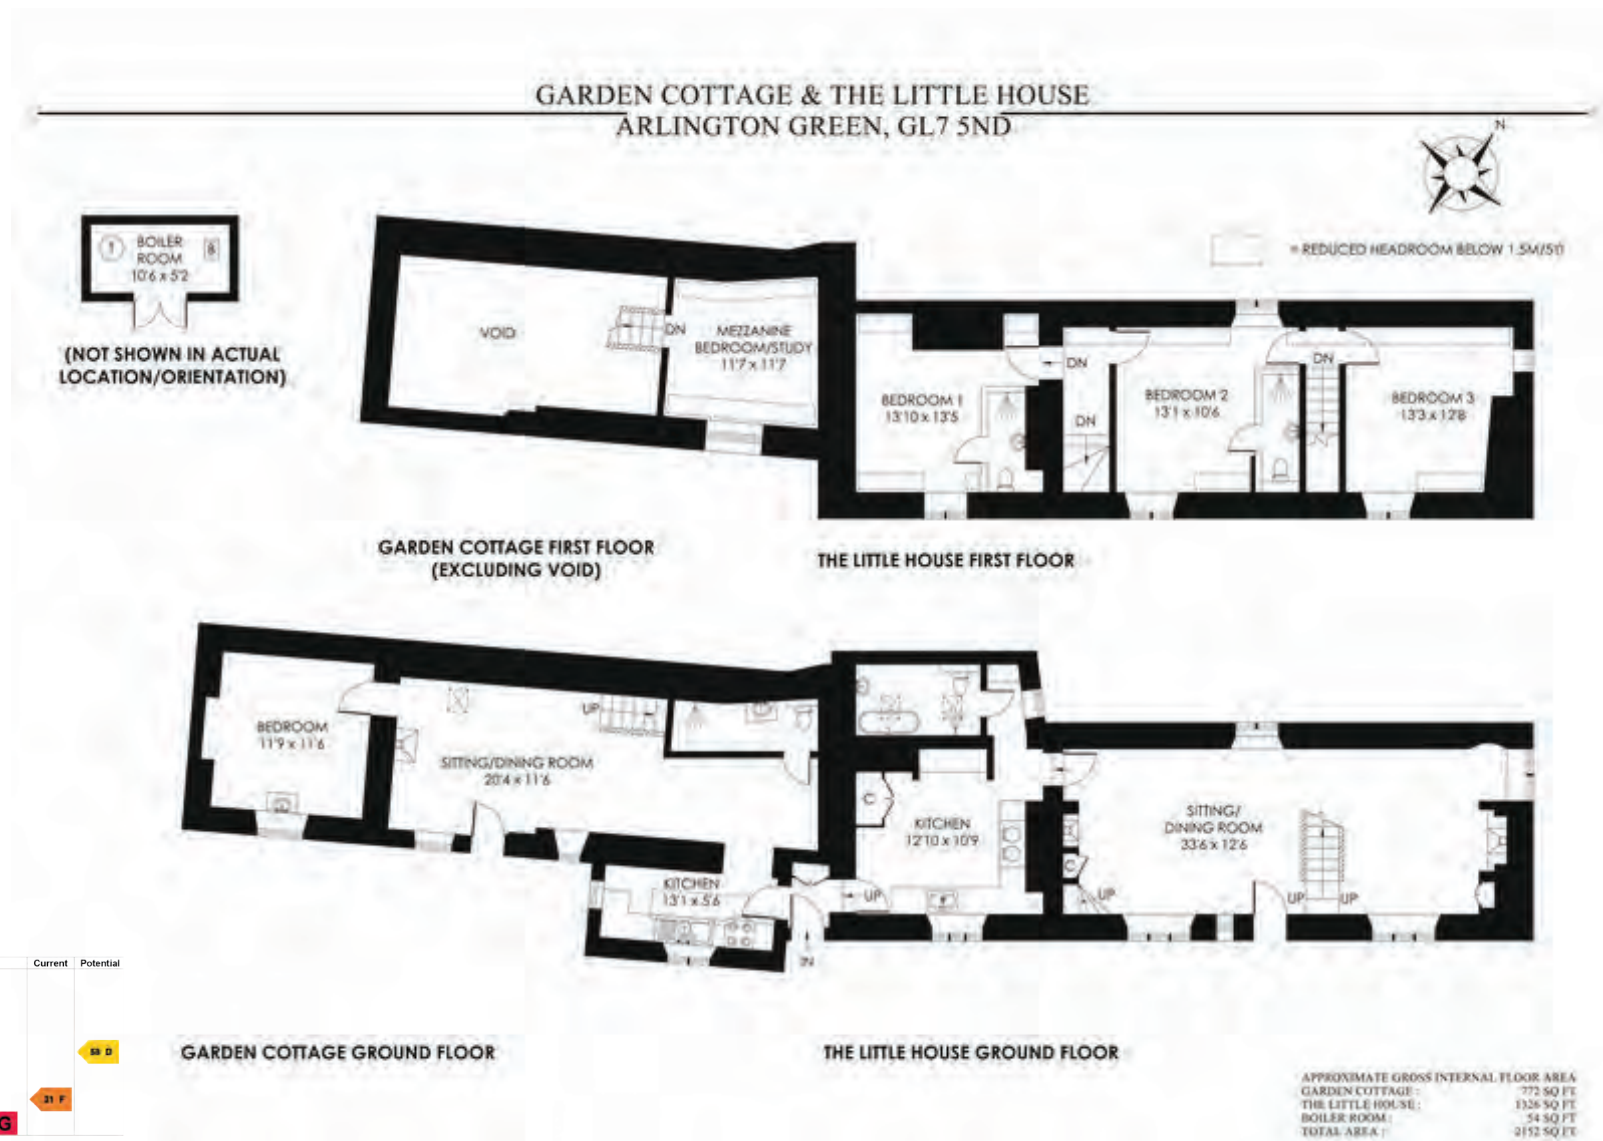 GARDEN COTTAGE & THE LITTLE HOUSE
ARLINGTON GREEN, GL7 5ND
N
= REDUCED HEADROOM BELOW 1.5M/5'0
T
BOILER
ROOM
10'6 x 5'2
B
(NOT SHOWN IN ACTUAL
LOCATION/ORIENTATION)
VOID
DN
MEZZANINE
BEDROOM/STUDY
11'7 x 11'7
BEDROOM 1
13'10 x 13'5
DN
DN
BEDROOM 2
13'1 x 10'6
DN
BEDROOM 3
13'3 x 12'8
GARDEN COTTAGE FIRST FLOOR
(EXCLUDING VOID)
THE LITTLE HOUSE FIRST FLOOR
BEDROOM
11'9 x 11'6
UP
SITTING/DINING ROOM
20'4 x 11'6
KITCHEN
13'1 x 5'6
IN
UP
C
KITCHEN
12'10 x 10'9
C
UP
SITTING/
DINING ROOM
33'6 x 12'6
UP
UP
Current
Potential
58 D
21 F
G
GARDEN COTTAGE GROUND FLOOR
THE LITTLE HOUSE GROUND FLOOR
APPROXIMATE GROSS INTERNAL FLOOR AREA
GARDEN COTTAGE : 772 SQ FT
THE LITTLE HOUSE : 1326 SQ FT
BOILER ROOM : 54 SQ FT
TOTAL AREA : 2152 SQ FT